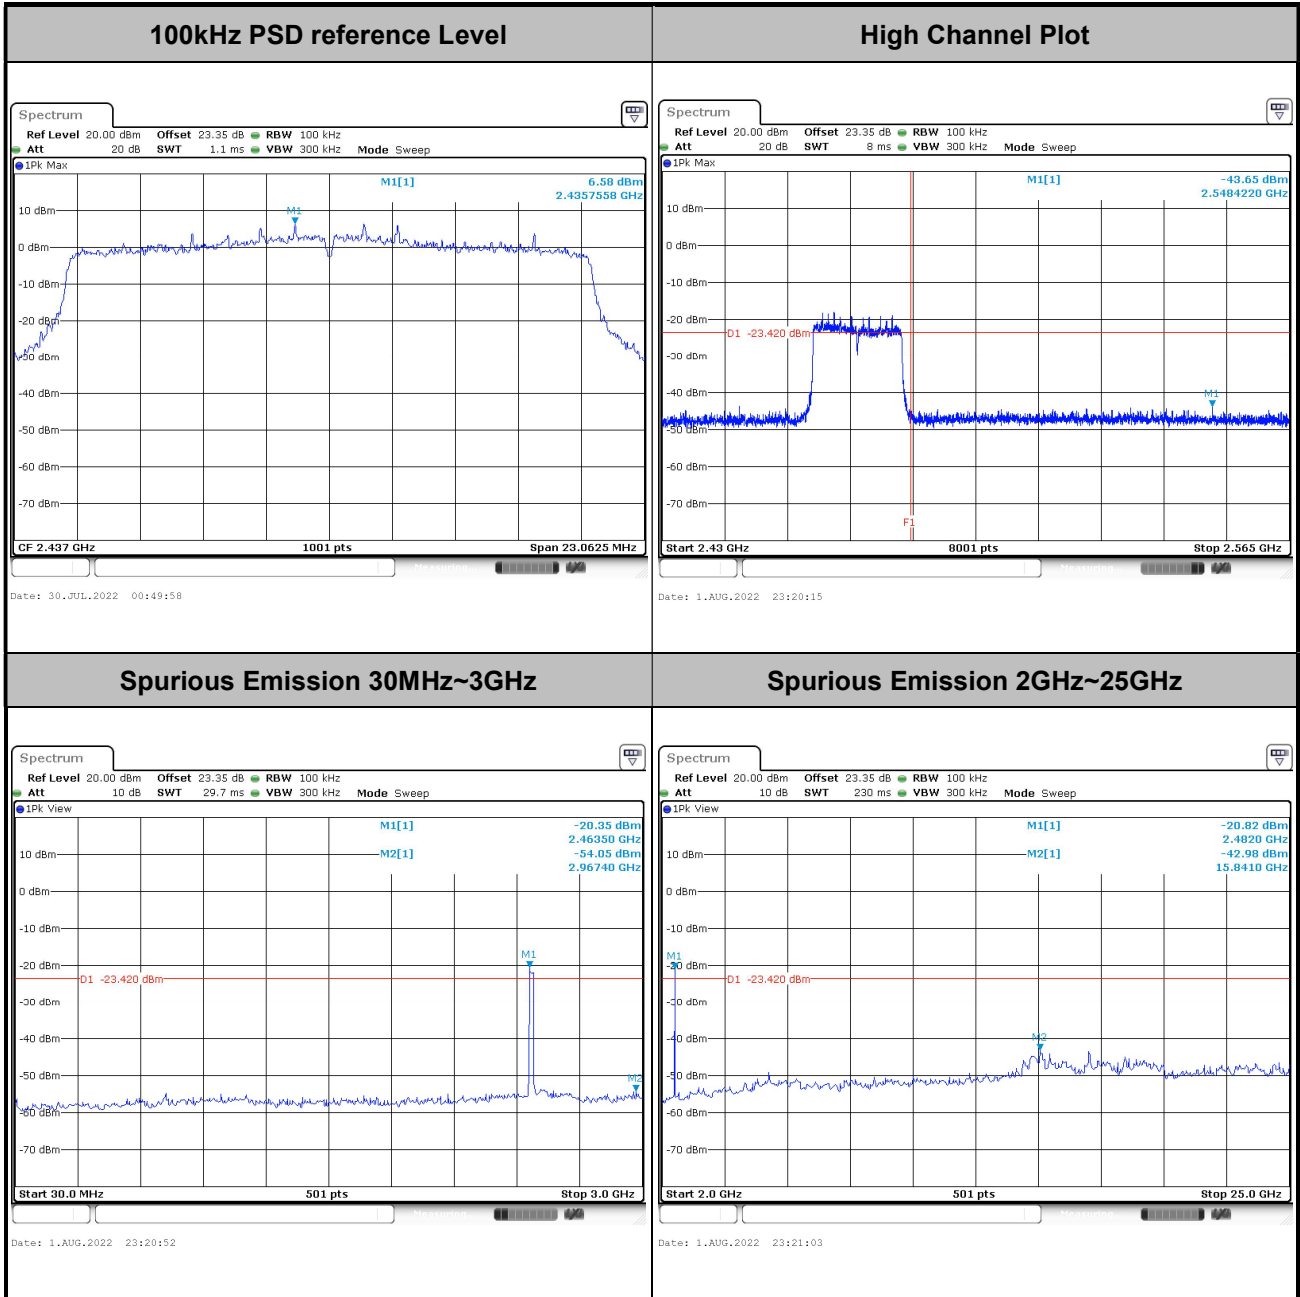 100kHz PSD reference Level
High Channel Plot
Spectrum
Ref Level 20.00 dBm Offset 23.35 dB RBW 100 kHz
Att 20 dB SWT 1.1 ms VBW 300 kHz Mode Sweep
1Pk Max
M1[1] 6.58 dBm
2.4357558 GHz
10 dBm
M1
0 dBm
-10 dBm
-20 dBm
-30 dBm
-40 dBm
-50 dBm
-60 dBm
-70 dBm
CF 2.437 GHz 1001 pts Span 23.0625 MHz
Measuring...
Date: 30.JUL.2022 00:49:58
Spectrum
Ref Level 20.00 dBm Offset 23.35 dB RBW 100 kHz
Att 20 dB SWT 8 ms VBW 300 kHz Mode Sweep
1Pk Max
M1[1] -43.65 dBm
2.5484220 GHz
10 dBm
0 dBm
-10 dBm
-20 dBm
D1 -23.420 dBm
-30 dBm
-40 dBm
M1
-50 dBm
-60 dBm
-70 dBm
F1
Start 2.43 GHz 8001 pts Stop 2.565 GHz
Measuring...
Date: 1.AUG.2022 23:20:15
Spurious Emission 30MHz~3GHz
Spurious Emission 2GHz~25GHz
Spectrum
Ref Level 20.00 dBm Offset 23.35 dB RBW 100 kHz
Att 10 dB SWT 29.7 ms VBW 300 kHz Mode Sweep
1Pk View
M1[1] -20.35 dBm
2.46350 GHz
10 dBm
M2[1] -54.05 dBm
2.96740 GHz
0 dBm
-10 dBm
M1
-20 dBm
D1 -23.420 dBm
-30 dBm
-40 dBm
-50 dBm
M2
-60 dBm
-70 dBm
Start 30.0 MHz 501 pts Stop 3.0 GHz
Measuring...
Date: 1.AUG.2022 23:20:52
Spectrum
Ref Level 20.00 dBm Offset 23.35 dB RBW 100 kHz
Att 10 dB SWT 230 ms VBW 300 kHz Mode Sweep
1Pk View
M1[1] -20.82 dBm
2.4820 GHz
10 dBm
M2[1] -42.98 dBm
15.8410 GHz
0 dBm
-10 dBm
M1
-20 dBm
D1 -23.420 dBm
-30 dBm
-40 dBm
M2
-50 dBm
-60 dBm
-70 dBm
Start 2.0 GHz 501 pts Stop 25.0 GHz
Measuring...
Date: 1.AUG.2022 23:21:03